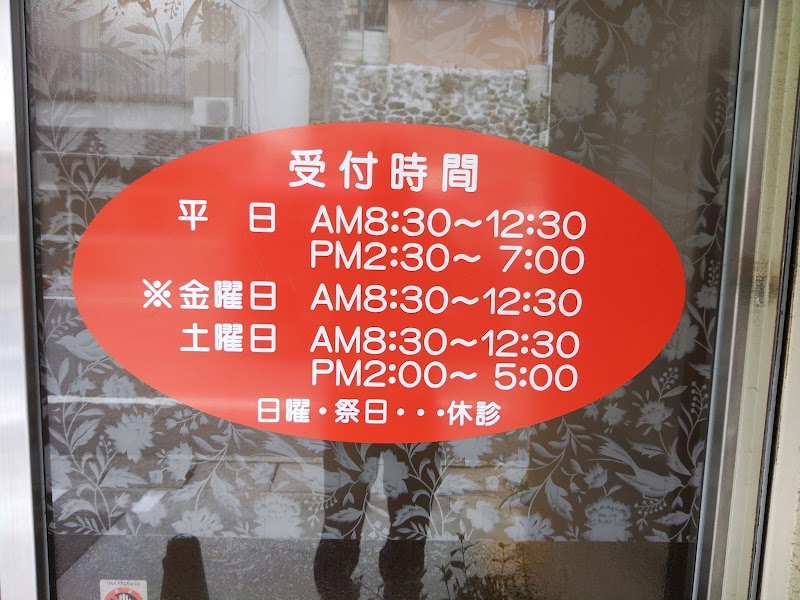 受付時間
平 日 AM8:30〜12:30
PM2:30〜 7:00
※金曜日 AM8:30〜12:30
土曜日 AM8:30〜12:30
PM2:00〜 5:00
日曜・祭日・・・休診